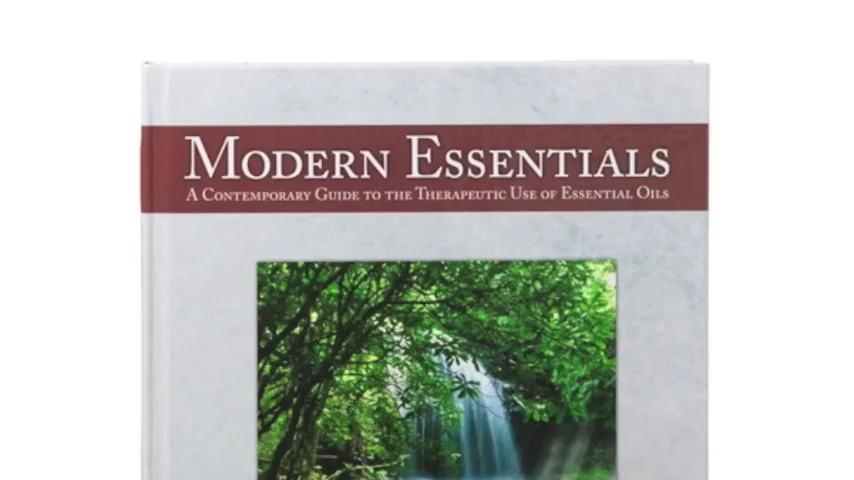 MODERN ESSENTIALS
A CONTEMPORARY GUIDE TO THE THERAPEUTIC USE OF ESSENTIAL OILS